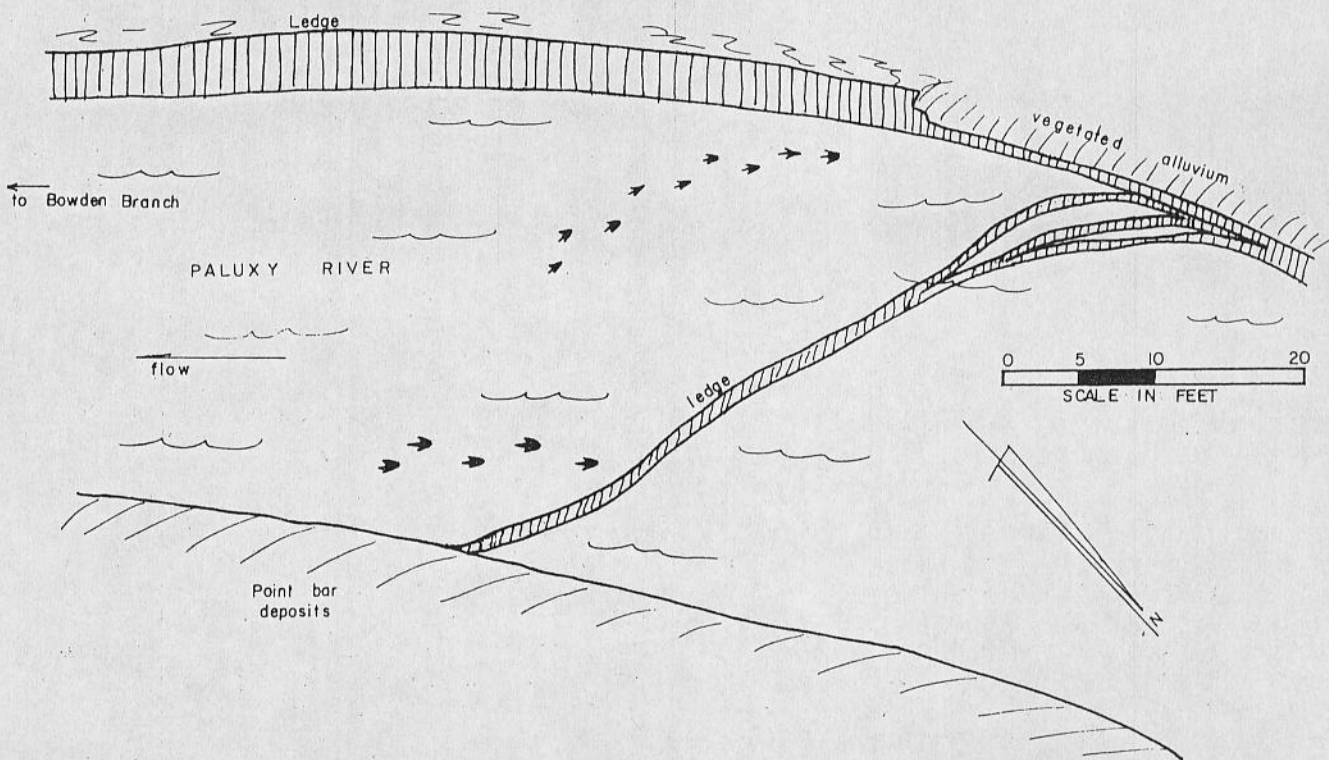 Ledge
vegetated
alluvium
to Bowden Branch
PALUXY RIVER
flow
ledge
0 5 10 20
SCALE IN FEET
Point bar
deposits
N